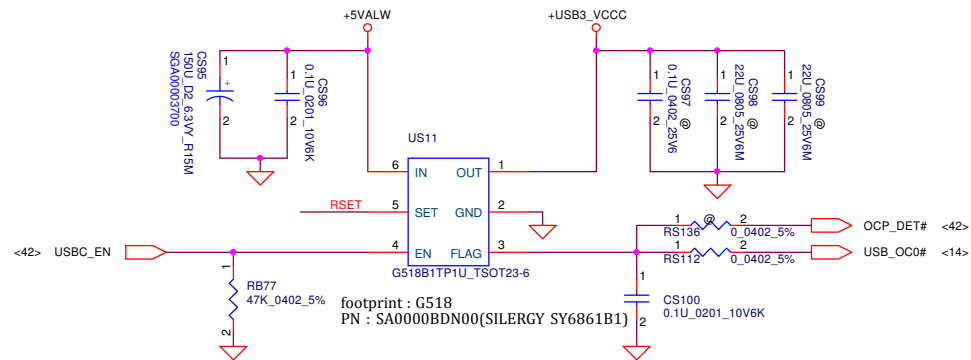 +5VALW
+USB3_VCCC
1
2
CS95
150U_D2_6.3VY_R15M
SGA00003700
+
1
2
CS96
0.1U_0201_10V6K
1
2
CS97
0.1U_0402_25V6
@
1
2
CS98
22U_0805_25V6M
@
1
2
CS99
22U_0805_25V6M
@
US11
6 IN OUT 1
RSET 5 SET GND 2
<42> USBC_EN 4 EN FLAG 3
G518B1TP1U_TSOT23-6
1 @ 2 OCP_DET# <42>
RS136 0_0402_5%
1 2 USB_OC0# <14>
RS112 0_0402_5%
1
RB77
47K_0402_5%
2
footprint : G518
PN : SA0000BDN00(SILERGY SY6861B1)
1
CS100
0.1U_0201_10V6K
2